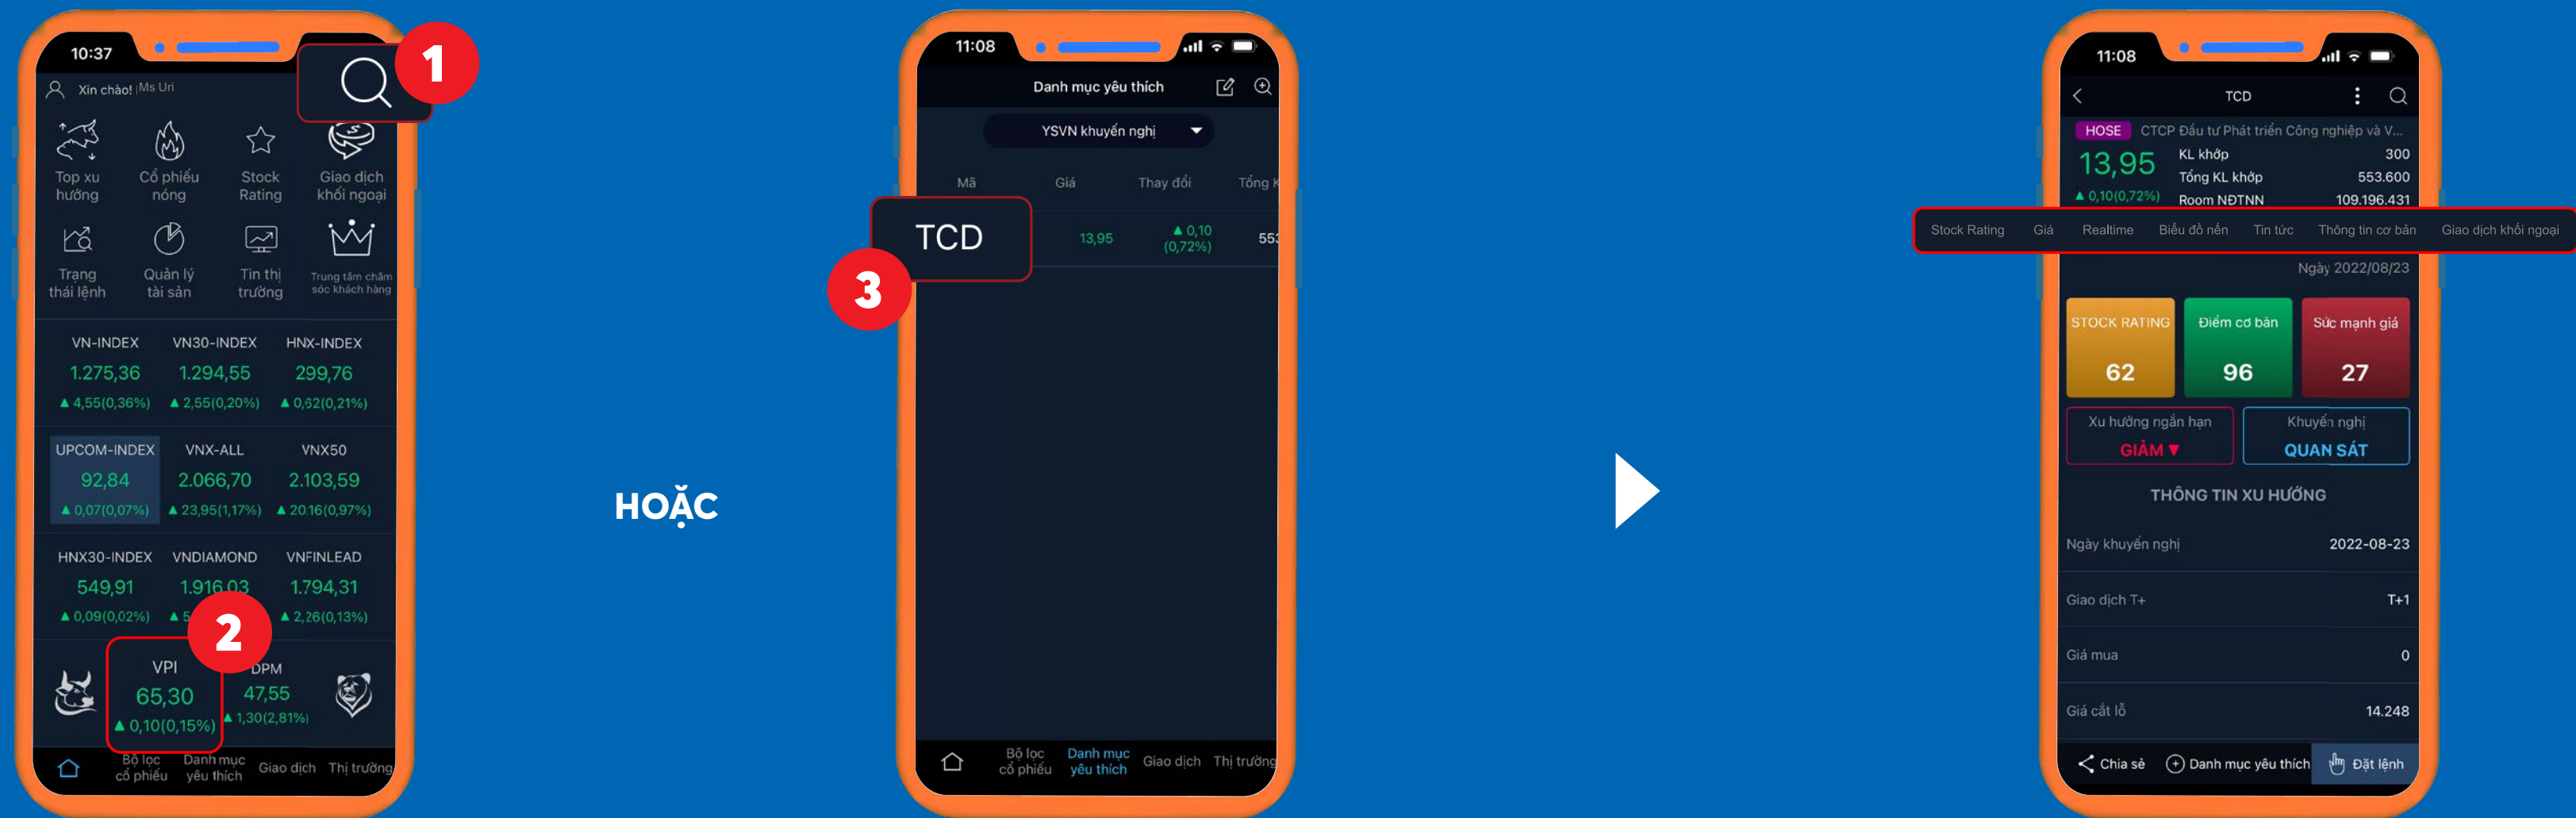 10:37
1
Xin chào! Ms Uri
Top xu
hướng
Cổ phiếu
nóng
Stock
Rating
Giao dịch
khối ngoại
Trạng
thái lệnh
Quản lý
tài sản
Tin thị
trường
Trung tâm chăm
sóc khách hàng
VN-INDEX VN30-INDEX HNX-INDEX
1.275,36 1.294,55 299,76
▲ 4,55(0,36%) ▲ 2,55(0,20%) ▲ 0,62(0,21%)
UPCOM-INDEX VNX-ALL VNX50
92,84 2.066,70 2.103,59
▲ 0,07(0,07%) ▲ 23,95(1,17%) ▲ 20,16(0,97%)
HNX30-INDEX VNDIAMOND VNFINLEAD
549,91 1.916,03 1.794,31
▲ 0,09(0,02%) ▲ 5 ▲ 2,26(0,13%)
2
VPI DPM
65,30 47,55
▲ 0,10(0,15%) ▲ 1,30(2,81%)
Bộ lọc
cổ phiếu
Danh mục
yêu thích
Giao dịch
Thị trường
HOẶC
11:08
Danh mục yêu thích
YSVN khuyến nghị
Mã Giá Thay đổi Tổng K
TCD 13,95 ▲ 0,10
(0,72%)
553
3
Bộ lọc
cổ phiếu
Danh mục
yêu thích
Giao dịch
Thị trường
11:08
TCD
HOSE CTCP Đầu tư Phát triển Công nghiệp và V...
13,95 KL khớp 300
Tổng KL khớp 553.600
▲ 0,10(0,72%) Room NĐTNN 109.196.431
Stock Rating Giá Realtime Biểu đồ nến Tin tức Thông tin cơ bản Giao dịch khối ngoại
Ngày 2022/08/23
STOCK RATING Điểm cơ bản Sức mạnh giá
62 96 27
Xu hướng ngắn hạn Khuyến nghị
GIẢM ▼ QUAN SÁT
THÔNG TIN XU HƯỚNG
Ngày khuyến nghị 2022-08-23
Giao dịch T+ T+1
Giá mua 0
Giá cắt lỗ 14.248
Chia sẻ Danh mục yêu thích Đặt lệnh